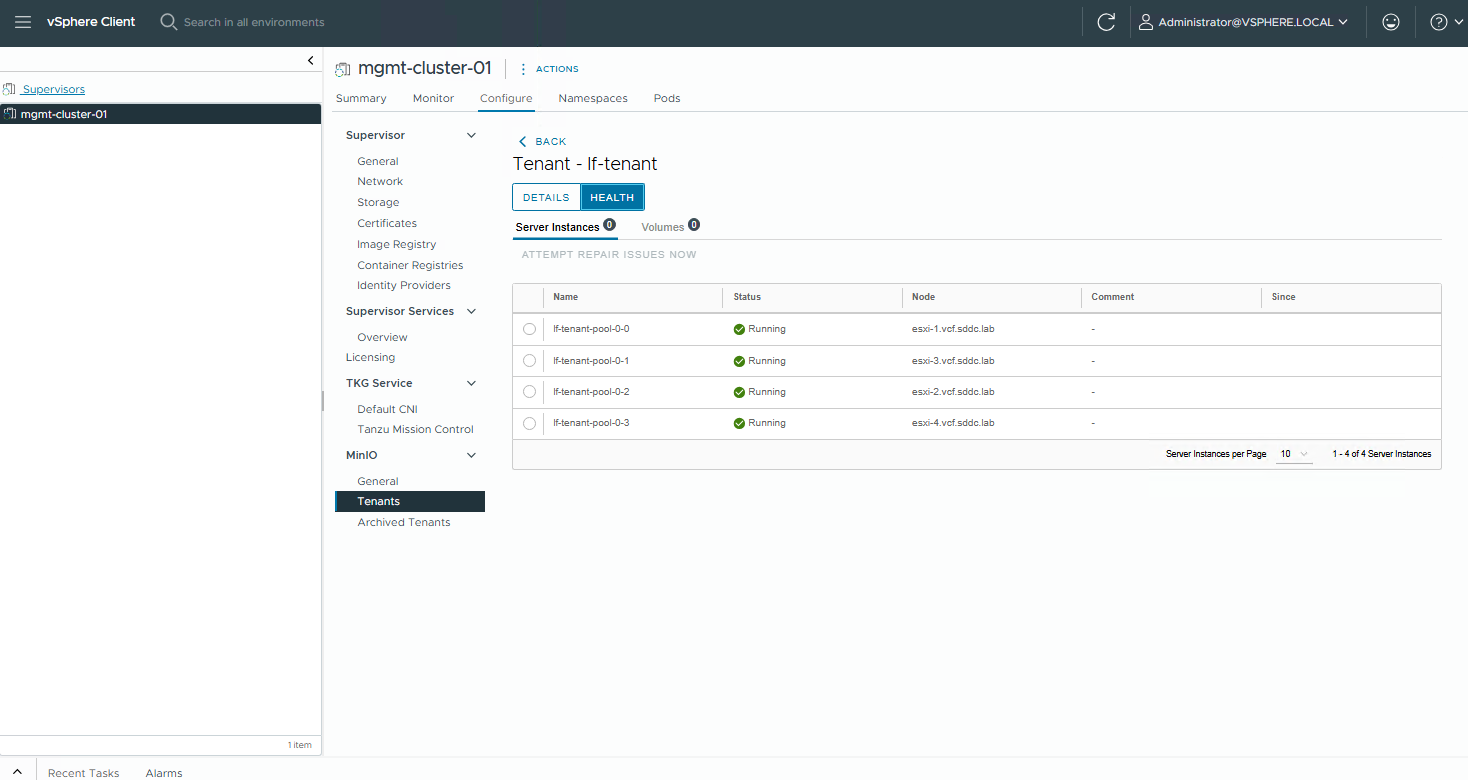 vSphere Client
Search in all environments
Administrator@VSPHERE.LOCAL
Supervisors
mgmt-cluster-01
1 item
mgmt-cluster-01
ACTIONS
Summary Monitor Configure Namespaces Pods
Supervisor
General
Network
Storage
Certificates
Image Registry
Container Registries
Identity Providers
Supervisor Services
Overview
Licensing
TKG Service
Default CNI
Tanzu Mission Control
MinIO
General
Tenants
Archived Tenants
BACK
Tenant - lf-tenant
DETAILS HEALTH
Server Instances 0 Volumes 0
ATTEMPT REPAIR ISSUES NOW
Name Status Node Comment Since
lf-tenant-pool-0-0 Running esxi-1.vcf.sddc.lab -
lf-tenant-pool-0-1 Running esxi-3.vcf.sddc.lab -
lf-tenant-pool-0-2 Running esxi-2.vcf.sddc.lab -
lf-tenant-pool-0-3 Running esxi-4.vcf.sddc.lab -
Server Instances per Page 10 1 - 4 of 4 Server Instances
Recent Tasks Alarms